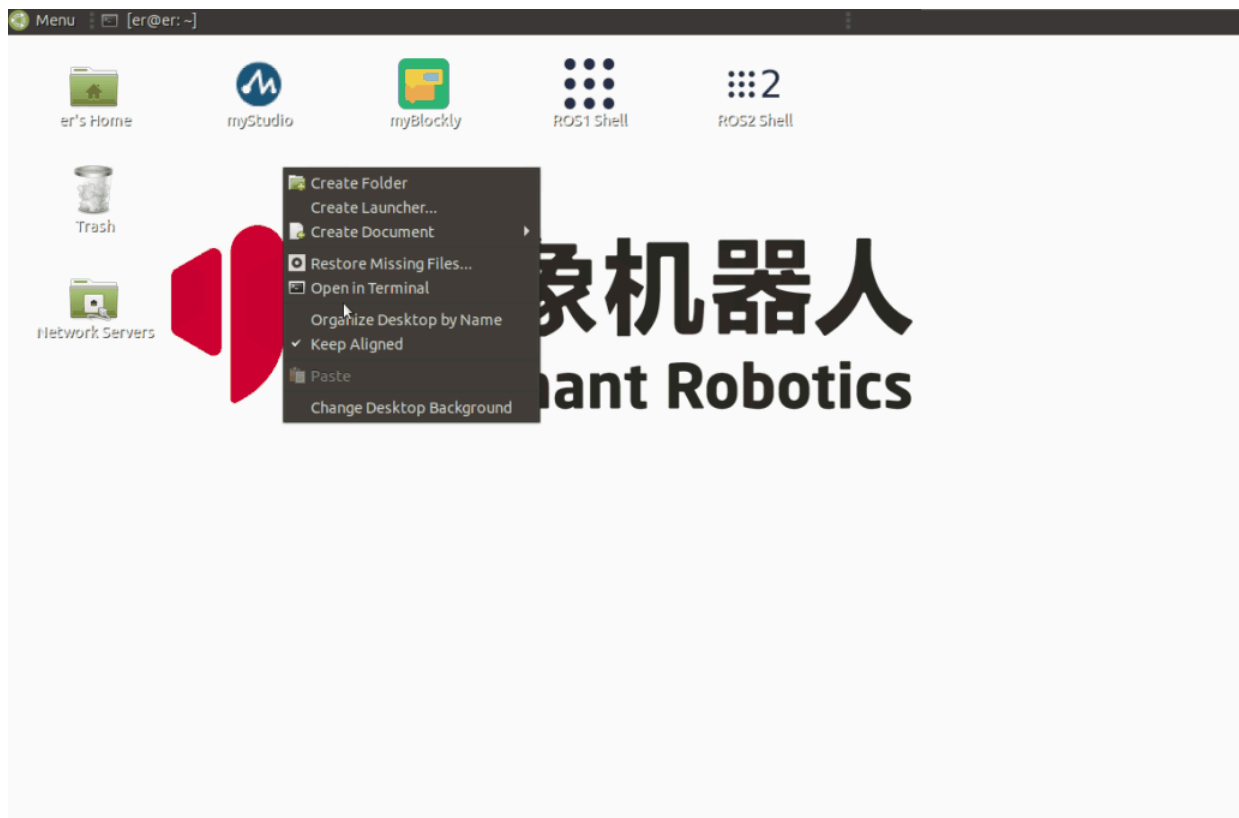 Menu
[er@er: ~]
er's Home
myStudio
myBlockly
ROS1 Shell
2
ROS2 Shell
Trash
Network Servers
Create Folder
Create Launcher...
Create Document
Restore Missing Files...
Open in Terminal
Organize Desktop by Name
Keep Aligned
Paste
Change Desktop Background
象机器人
hant Robotics